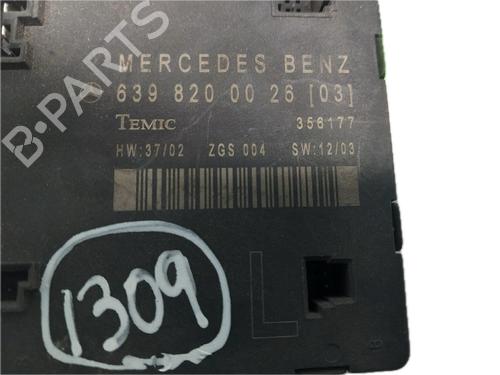 MERCEDES BENZ
639 820 00 26 [03]
TEMIC 356177
HW:37/02 ZGS 004 SW:12/03
1309
L
B-PARTS